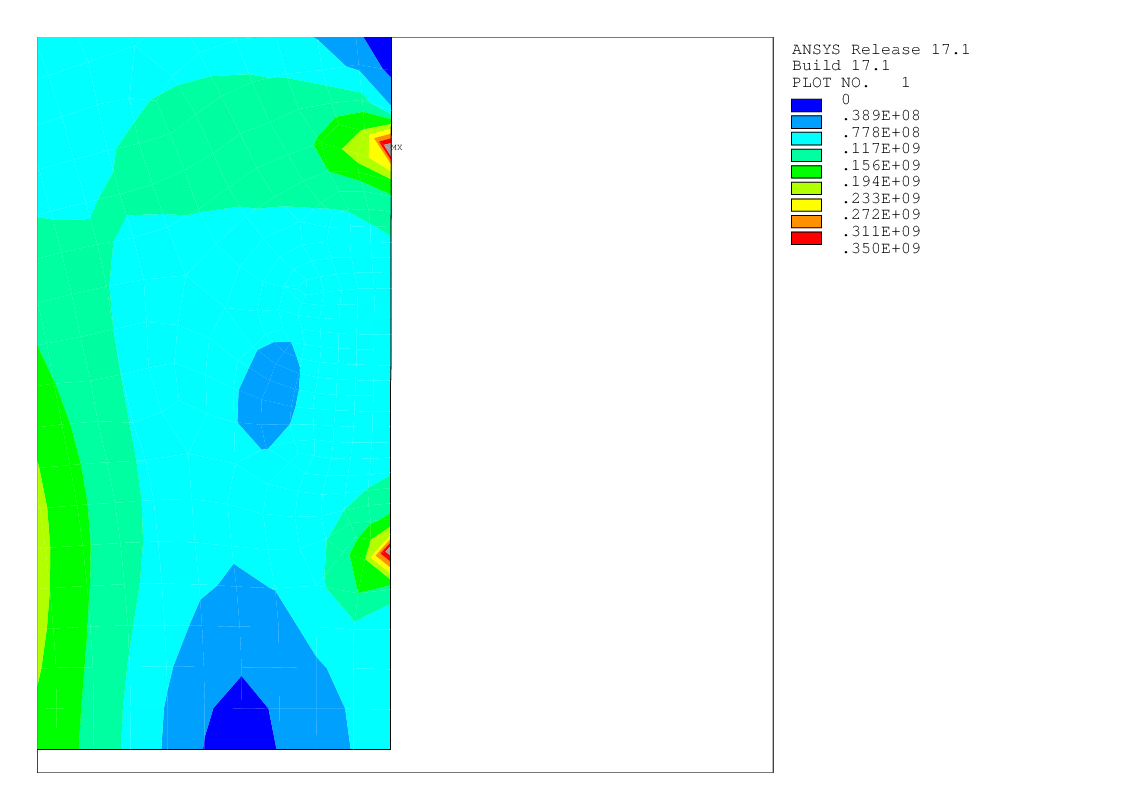 ANSYS Release 17.1
Build 17.1
PLOT NO.   1
0
.389E+08
.778E+08
.117E+09
.156E+09
.194E+09
.233E+09
.272E+09
.311E+09
.350E+09
MX